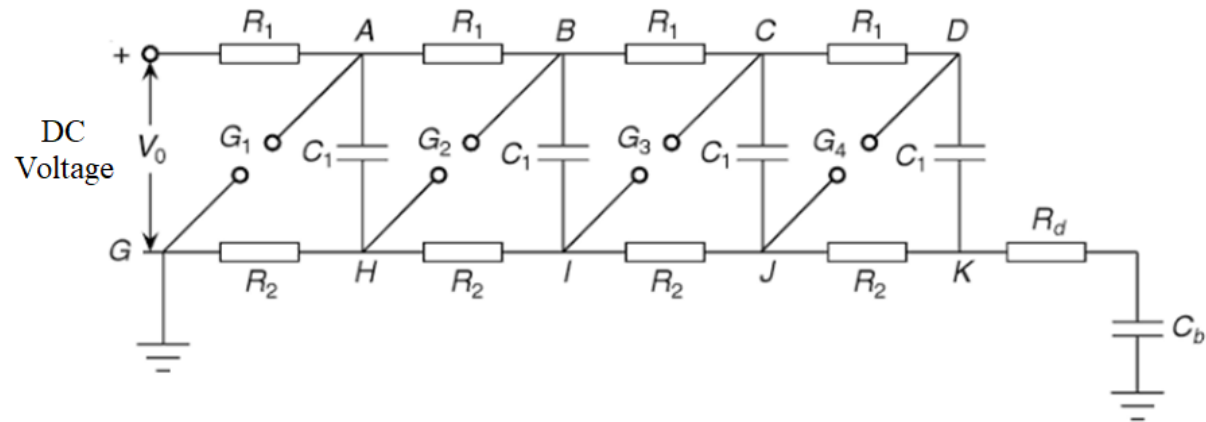 R1 A R1 B R1 C R1 D
+
DC
Voltage
V0 G1 C1 G2 C1 G3 C1 G4 C1
G R2 H R2 I R2 J R2 K Rd
Cb